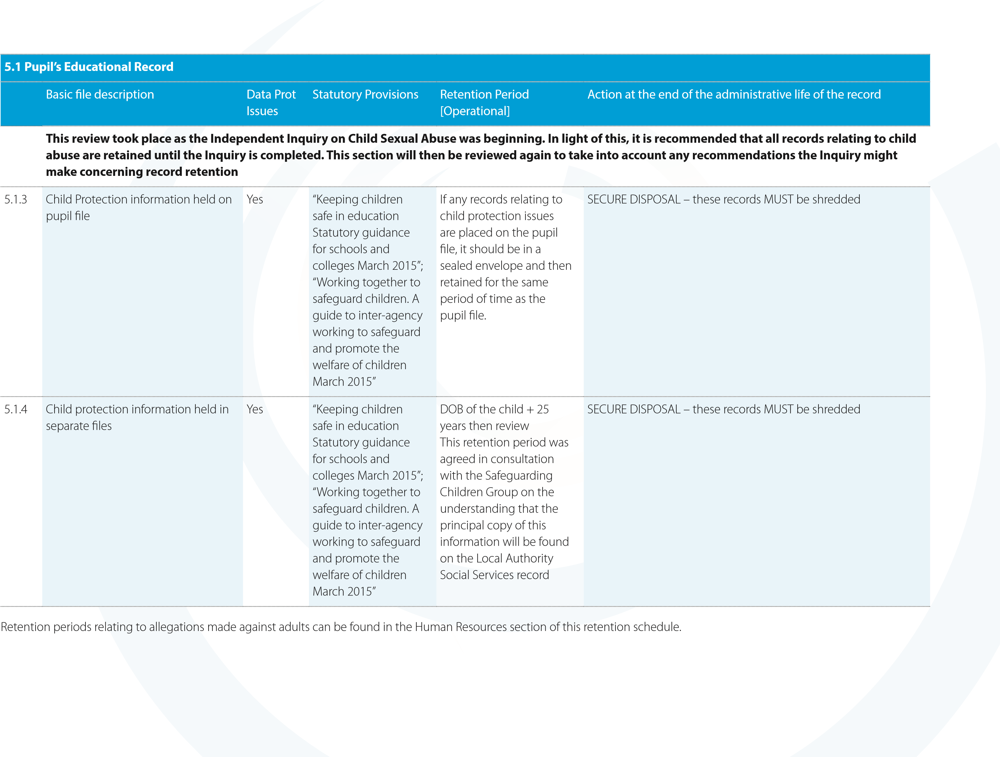 5.1 Pupil’s Educational Record
Basic file description
Data Prot
Issues
Statutory Provisions
Retention Period
[Operational]
Action at the end of the administrative life of the record
This review took place as the Independent Inquiry on Child Sexual Abuse was beginning. In light of this, it is recommended that all records relating to child
abuse are retained until the Inquiry is completed. This section will then be reviewed again to take into account any recommendations the Inquiry might
make concerning record retention
5.1.3
Child Protection information held on
pupil file
Yes
“Keeping children
safe in education
Statutory guidance
for schools and
colleges March 2015”;
“Working together to
safeguard children. A
guide to inter-agency
working to safeguard
and promote the
welfare of children
March 2015”
If any records relating to
child protection issues
are placed on the pupil
file, it should be in a
sealed envelope and then
retained for the same
period of time as the
pupil file.
SECURE DISPOSAL – these records MUST be shredded
5.1.4
Child protection information held in
separate files
Yes
“Keeping children
safe in education
Statutory guidance
for schools and
colleges March 2015”;
“Working together to
safeguard children. A
guide to inter-agency
working to safeguard
and promote the
welfare of children
March 2015”
DOB of the child + 25
years then review
This retention period was
agreed in consultation
with the Safeguarding
Children Group on the
understanding that the
principal copy of this
information will be found
on the Local Authority
Social Services record
SECURE DISPOSAL – these records MUST be shredded
Retention periods relating to allegations made against adults can be found in the Human Resources section of this retention schedule.